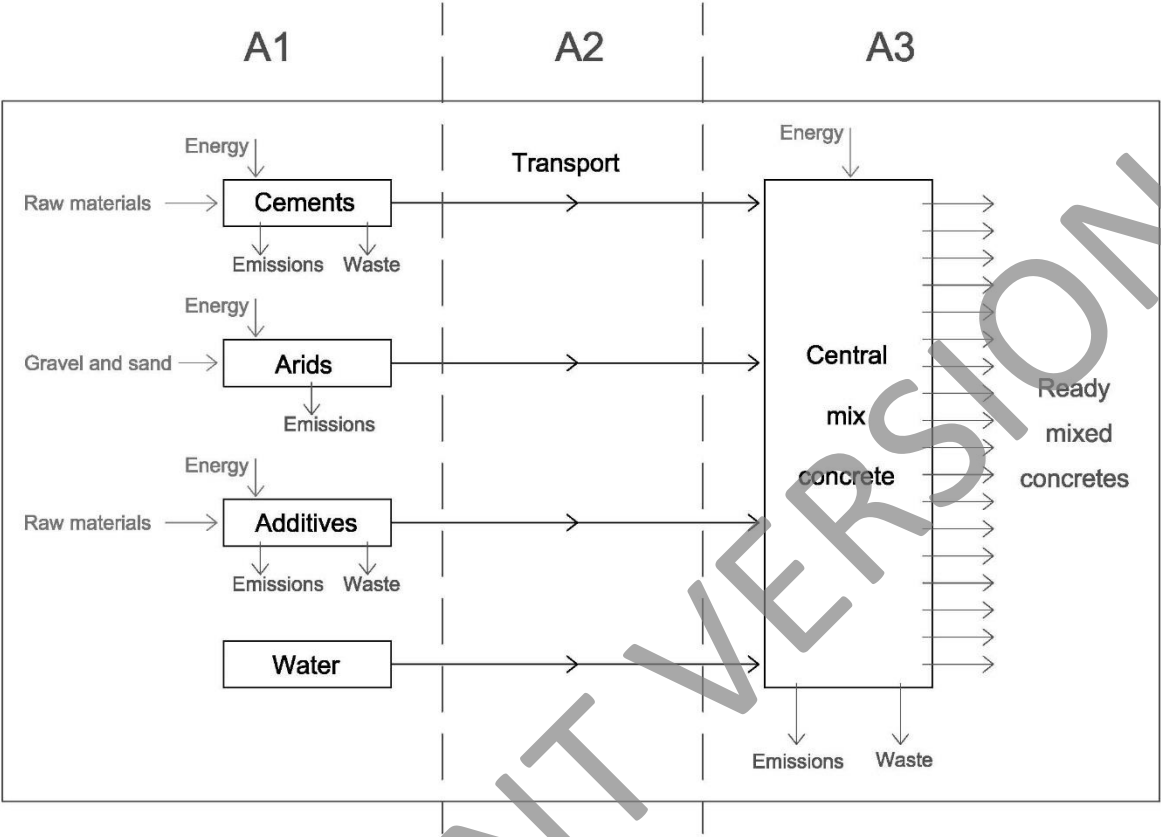 A1
A2
A3
Energy
Raw materials
Cements
Emissions
Waste
Transport
Energy
Gravel and sand
Arids
Emissions
Energy
Raw materials
Additives
Emissions
Waste
Water
Energy
Central
mix
concrete
Emissions
Waste
Ready
mixed
concretes
NT VERSION